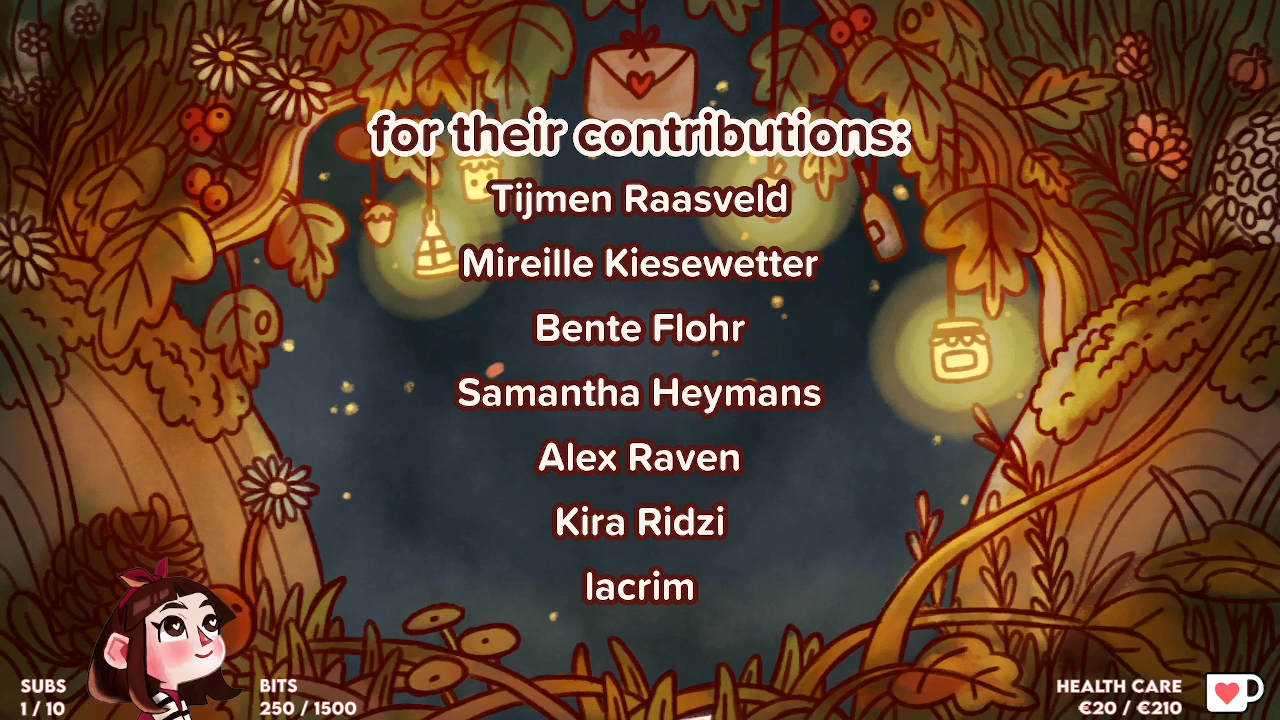 for their contributions:
Tijmen Raasveld
Mireille Kiesewetter
Bente Flohr
Samantha Heymans
Alex Raven
Kira Ridzi
lacrim
SUBS
1 / 10
BITS
250 / 1500
HEALTH CARE
€20 / €210